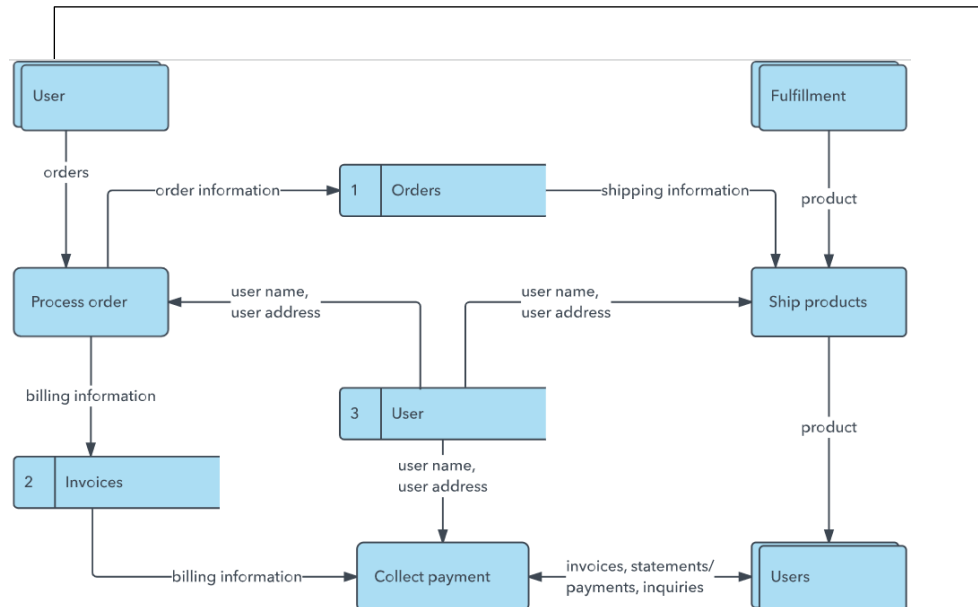 User
Fulfillment
orders
order information
1 Orders
shipping information
product
Process order
user name,
user address
user name,
user address
Ship products
billing information
3 User
product
2 Invoices
user name,
user address
billing information
Collect payment
invoices, statements/
payments, inquiries
Users